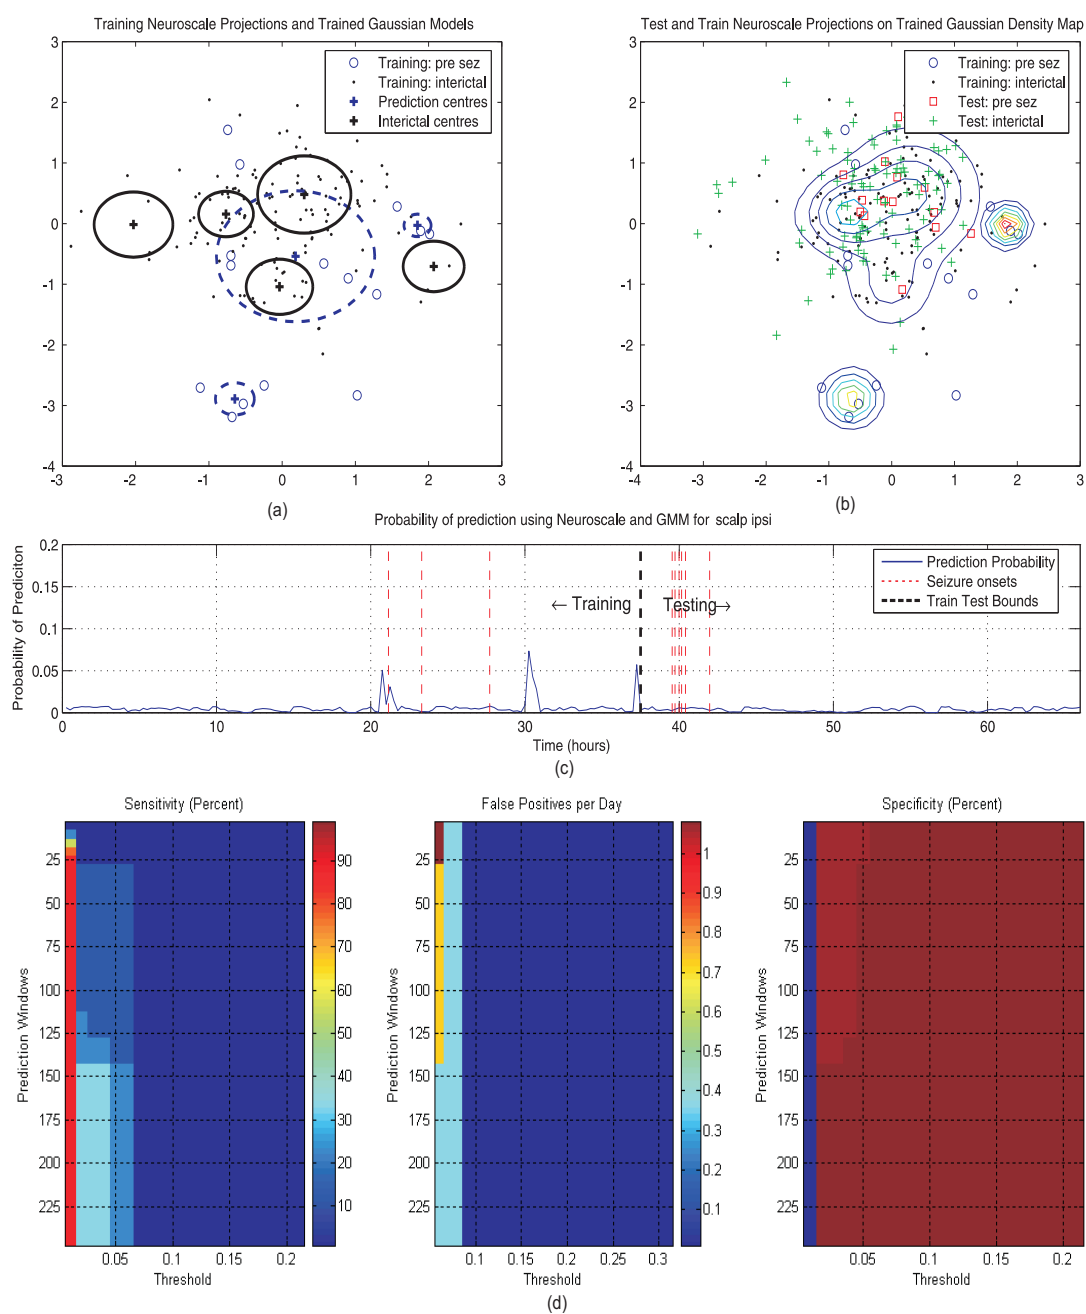 Training Neuroscale Projections and Trained Gaussian Models
Training: pre sez
Training: interictal
Prediction centres
Interictal centres
3
2
1
0
−1
−2
−3
−4
−3 −2 −1 0 1 2 3
(a)
Test and Train Neuroscale Projections on Trained Gaussian Density Map
Training: pre sez
Training: interictal
Test: pre sez
Test: interictal
3
2
1
0
−1
−2
−3
−4
−4 −3 −2 −1 0 1 2 3
(b)
Probability of prediction using Neuroscale and GMM for scalp ipsi
Probability of Prediciton
0.2
0.15
0.1
0.05
0
Prediction Probability
Seizure onsets
Train Test Bounds
← Training
Testing→
0 10 20 30 40 50 60
Time (hours)
(c)
Sensitivity (Percent)
Prediction Windows
25
50
75
100
125
150
175
200
225
0.05 0.1 0.15 0.2
Threshold
90
80
70
60
50
40
30
20
10
False Positives per Day
Prediction Windows
25
50
75
100
125
150
175
200
225
0.1 0.15 0.2 0.25 0.3
Threshold
1
0.9
0.8
0.7
0.6
0.5
0.4
0.3
0.2
0.1
Specificity (Percent)
Prediction Windows
25
50
75
100
125
150
175
200
225
0.05 0.1 0.15 0.2
Threshold
(d)